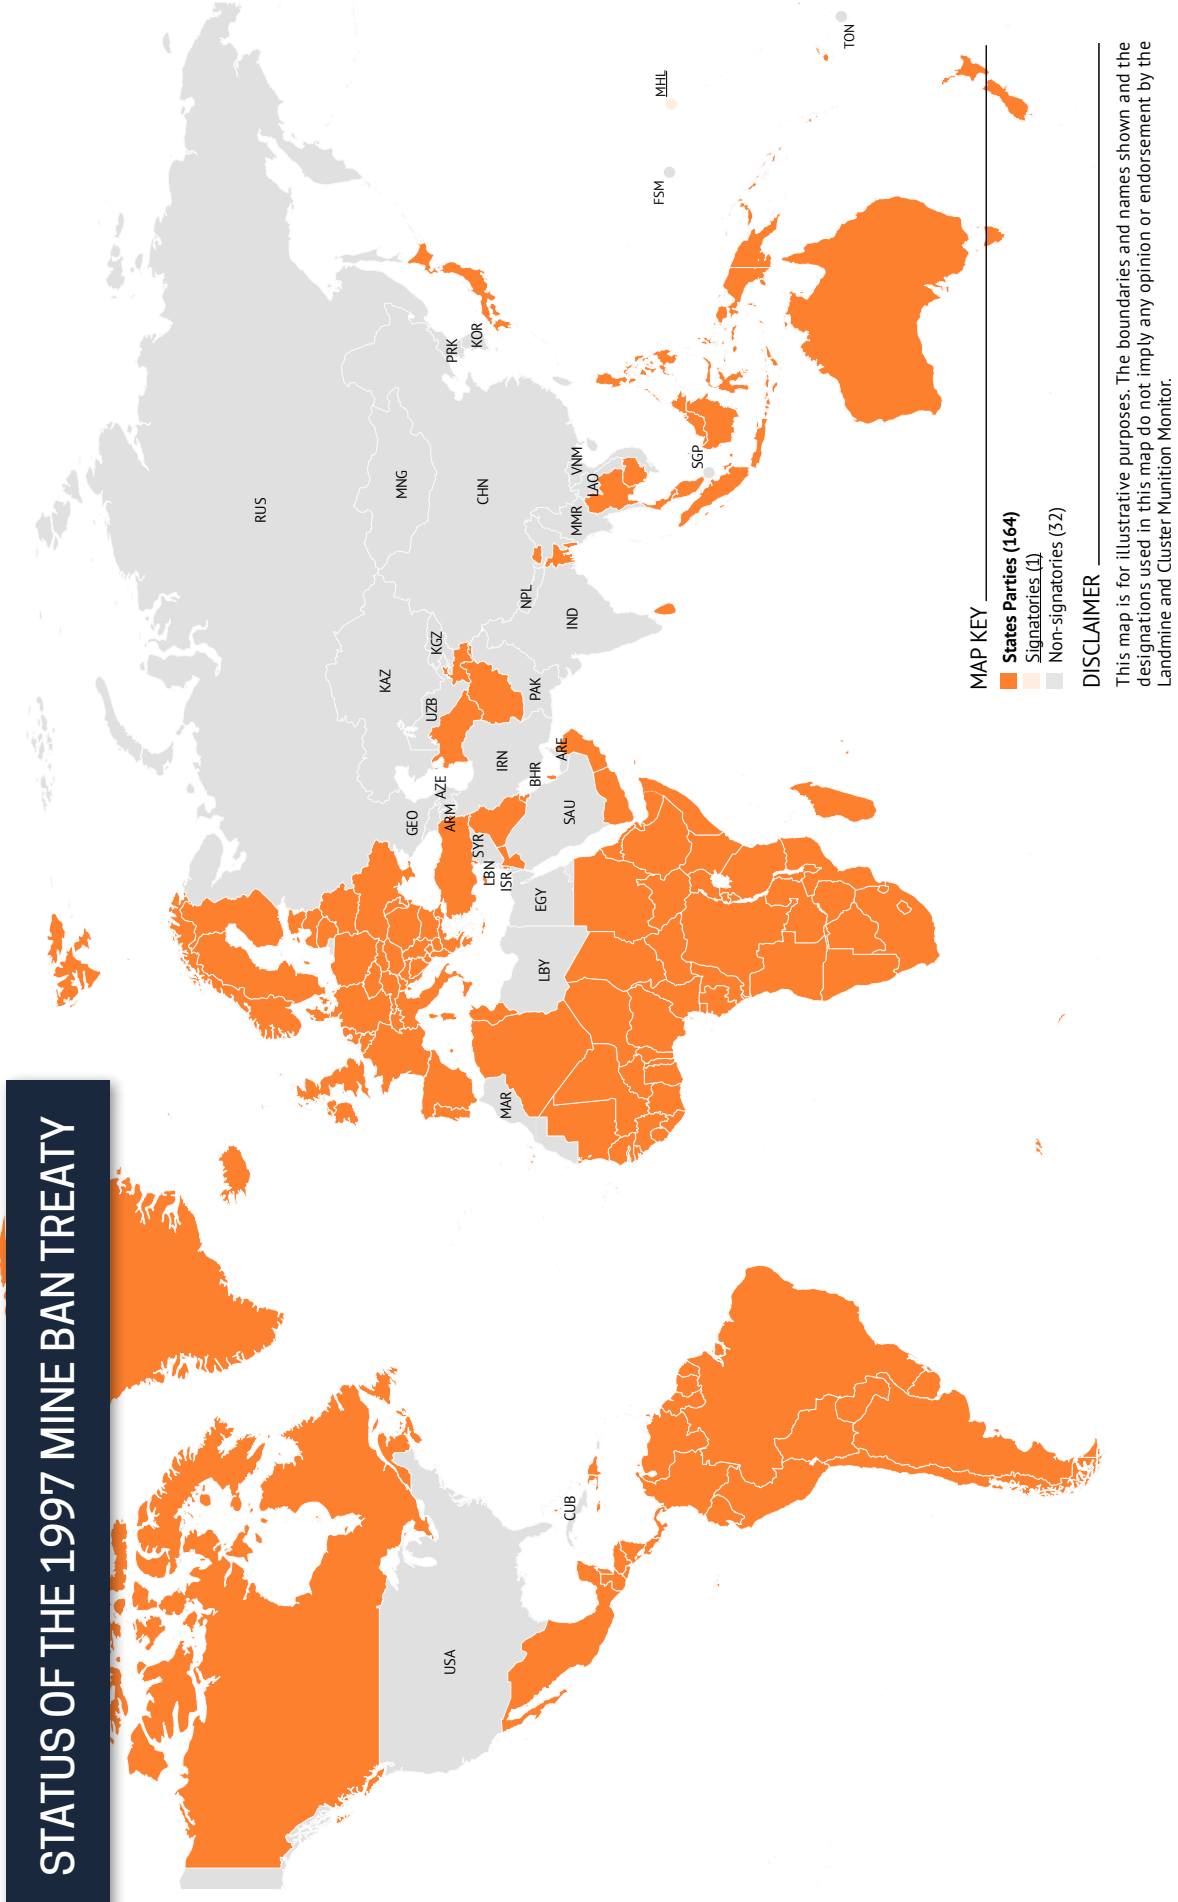 STATUS OF THE 1997 MINE BAN TREATY
RUS
MNG
CHN
PRK
KOR
KAZ
KGZ
UZB
GEO
AZE
ARM
IRN
PAK
NPL
IND
MMR
LAO
VNM
SGP
FSM
MHL
TON
SYR
LBN
ISR
BHR
ARE
SAU
EGY
LBY
MAR
USA
CUB
MAP KEY
States Parties (164)
Signatories (1)
Non-signatories (32)
DISCLAIMER
This map is for illustrative purposes. The boundaries and names shown and the
designations used in this map do not imply any opinion or endorsement by the
Landmine and Cluster Munition Monitor.